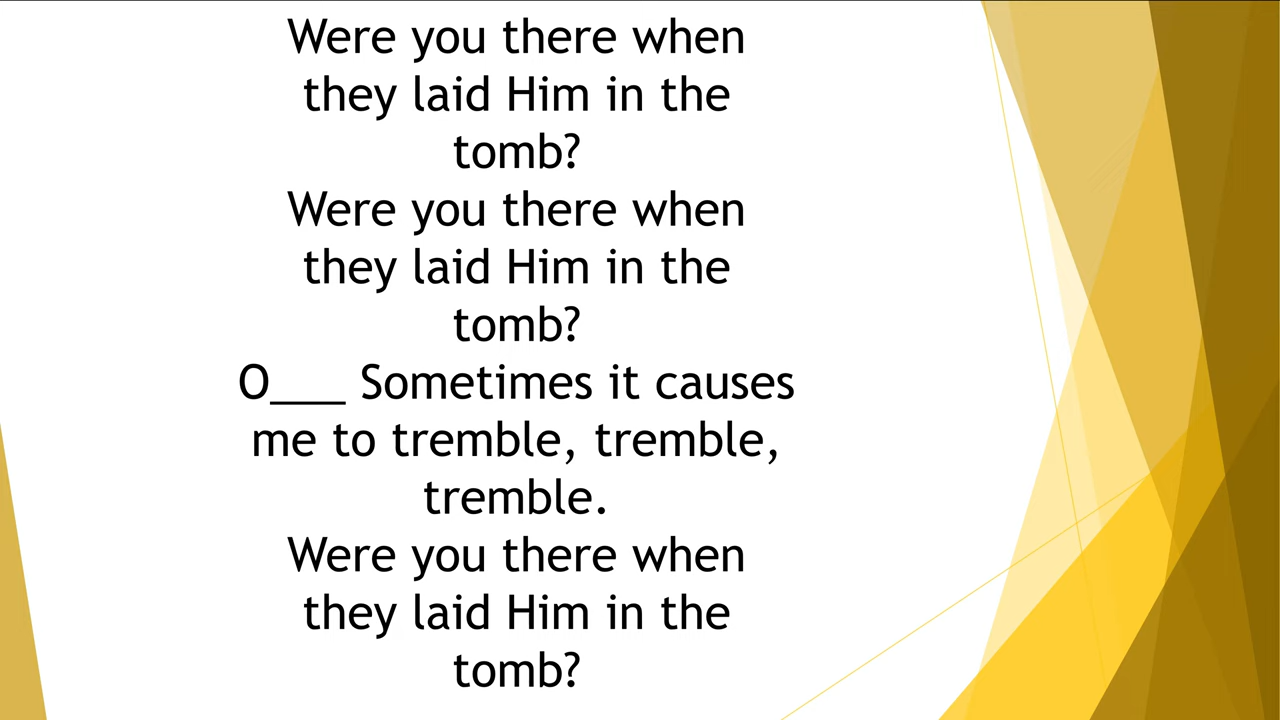 Were you there when
they laid Him in the
tomb?
Were you there when
they laid Him in the
tomb?
O___ Sometimes it causes
me to tremble, tremble,
tremble.
Were you there when
they laid Him in the
tomb?